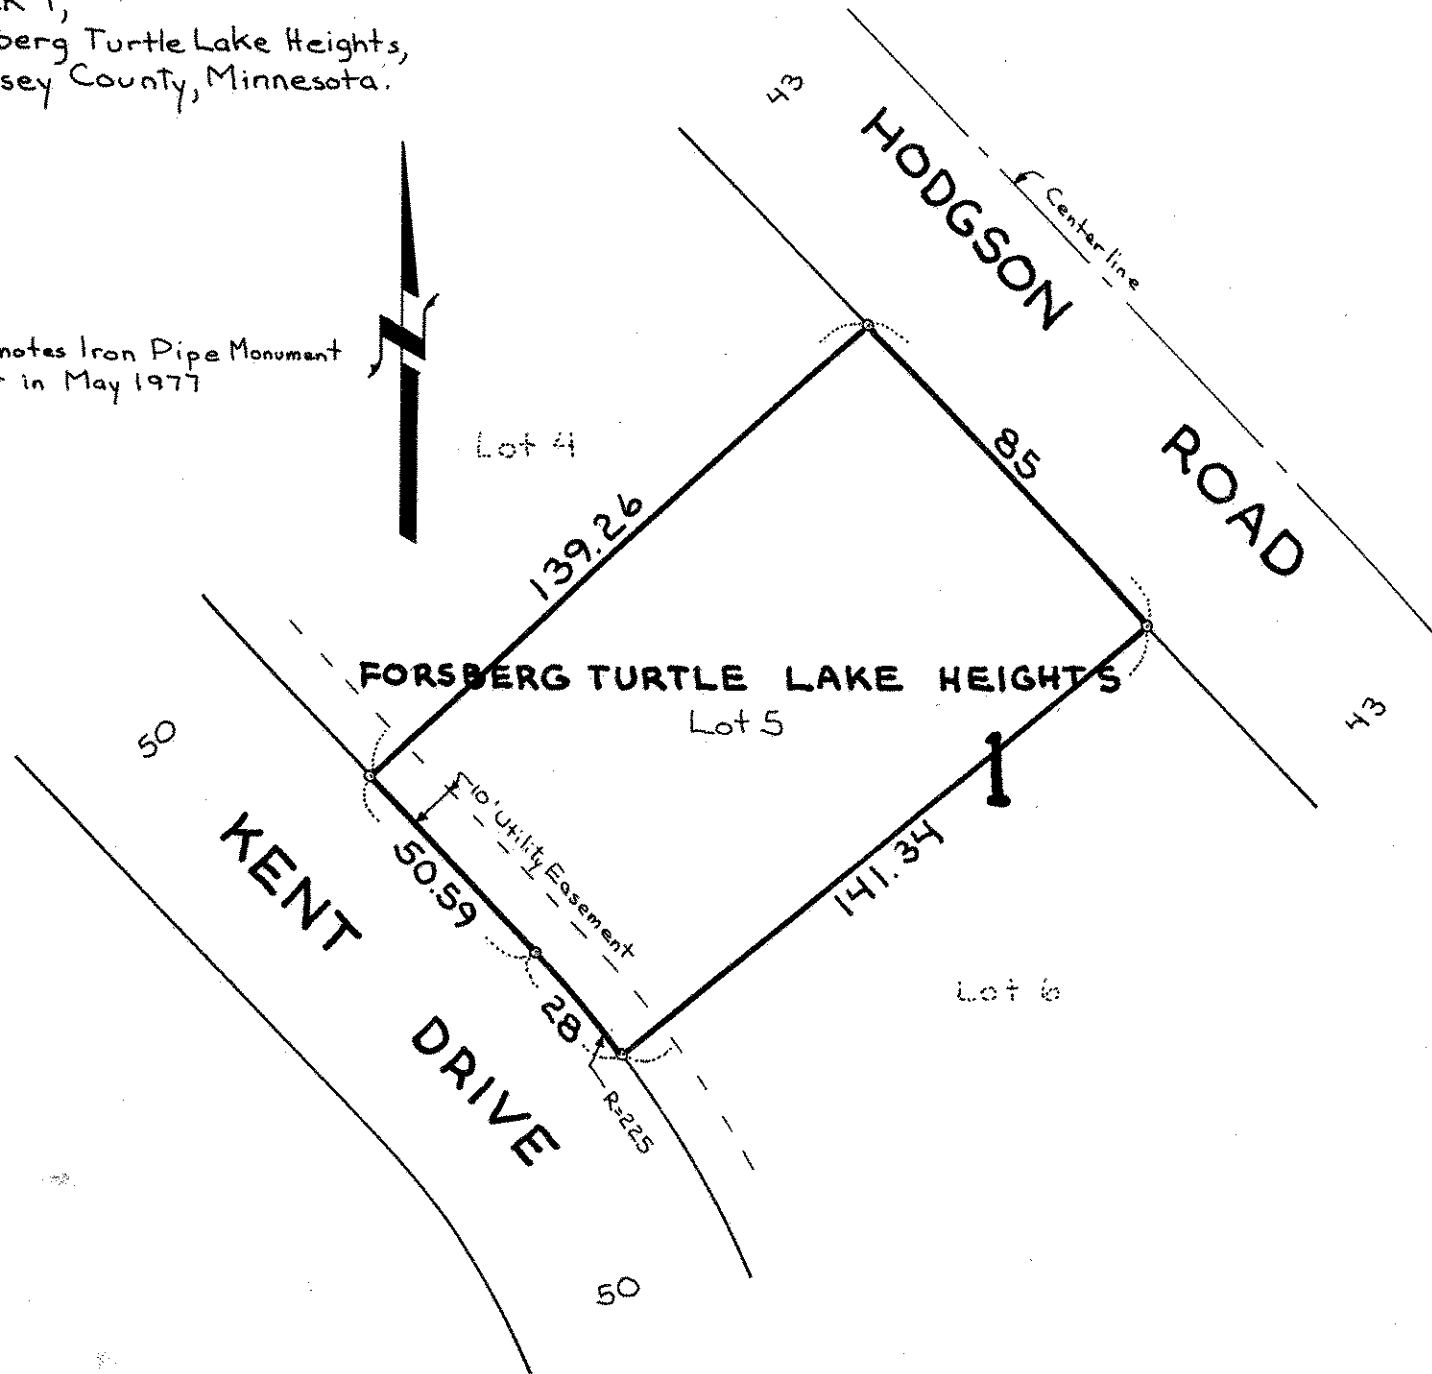 berg Turtle Lake Heights,
sey County, Minnesota.
43
HODGSON
Centerline
notes Iron Pipe Monument
in May 1977
Lot 4
85
ROAD
139.26
FORSBERG TURTLE LAKE HEIGHTS
Lot 5
43
50
1
10' Utility Easement
KENT
50.59
141.34
Lot 6
28
DRIVE
R=225
50